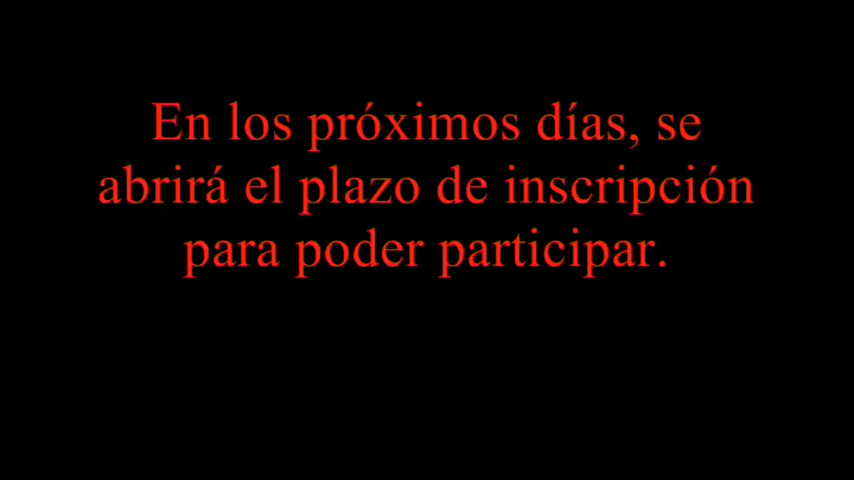 En los próximos días, se
abrirá el plazo de inscripción
para poder participar.